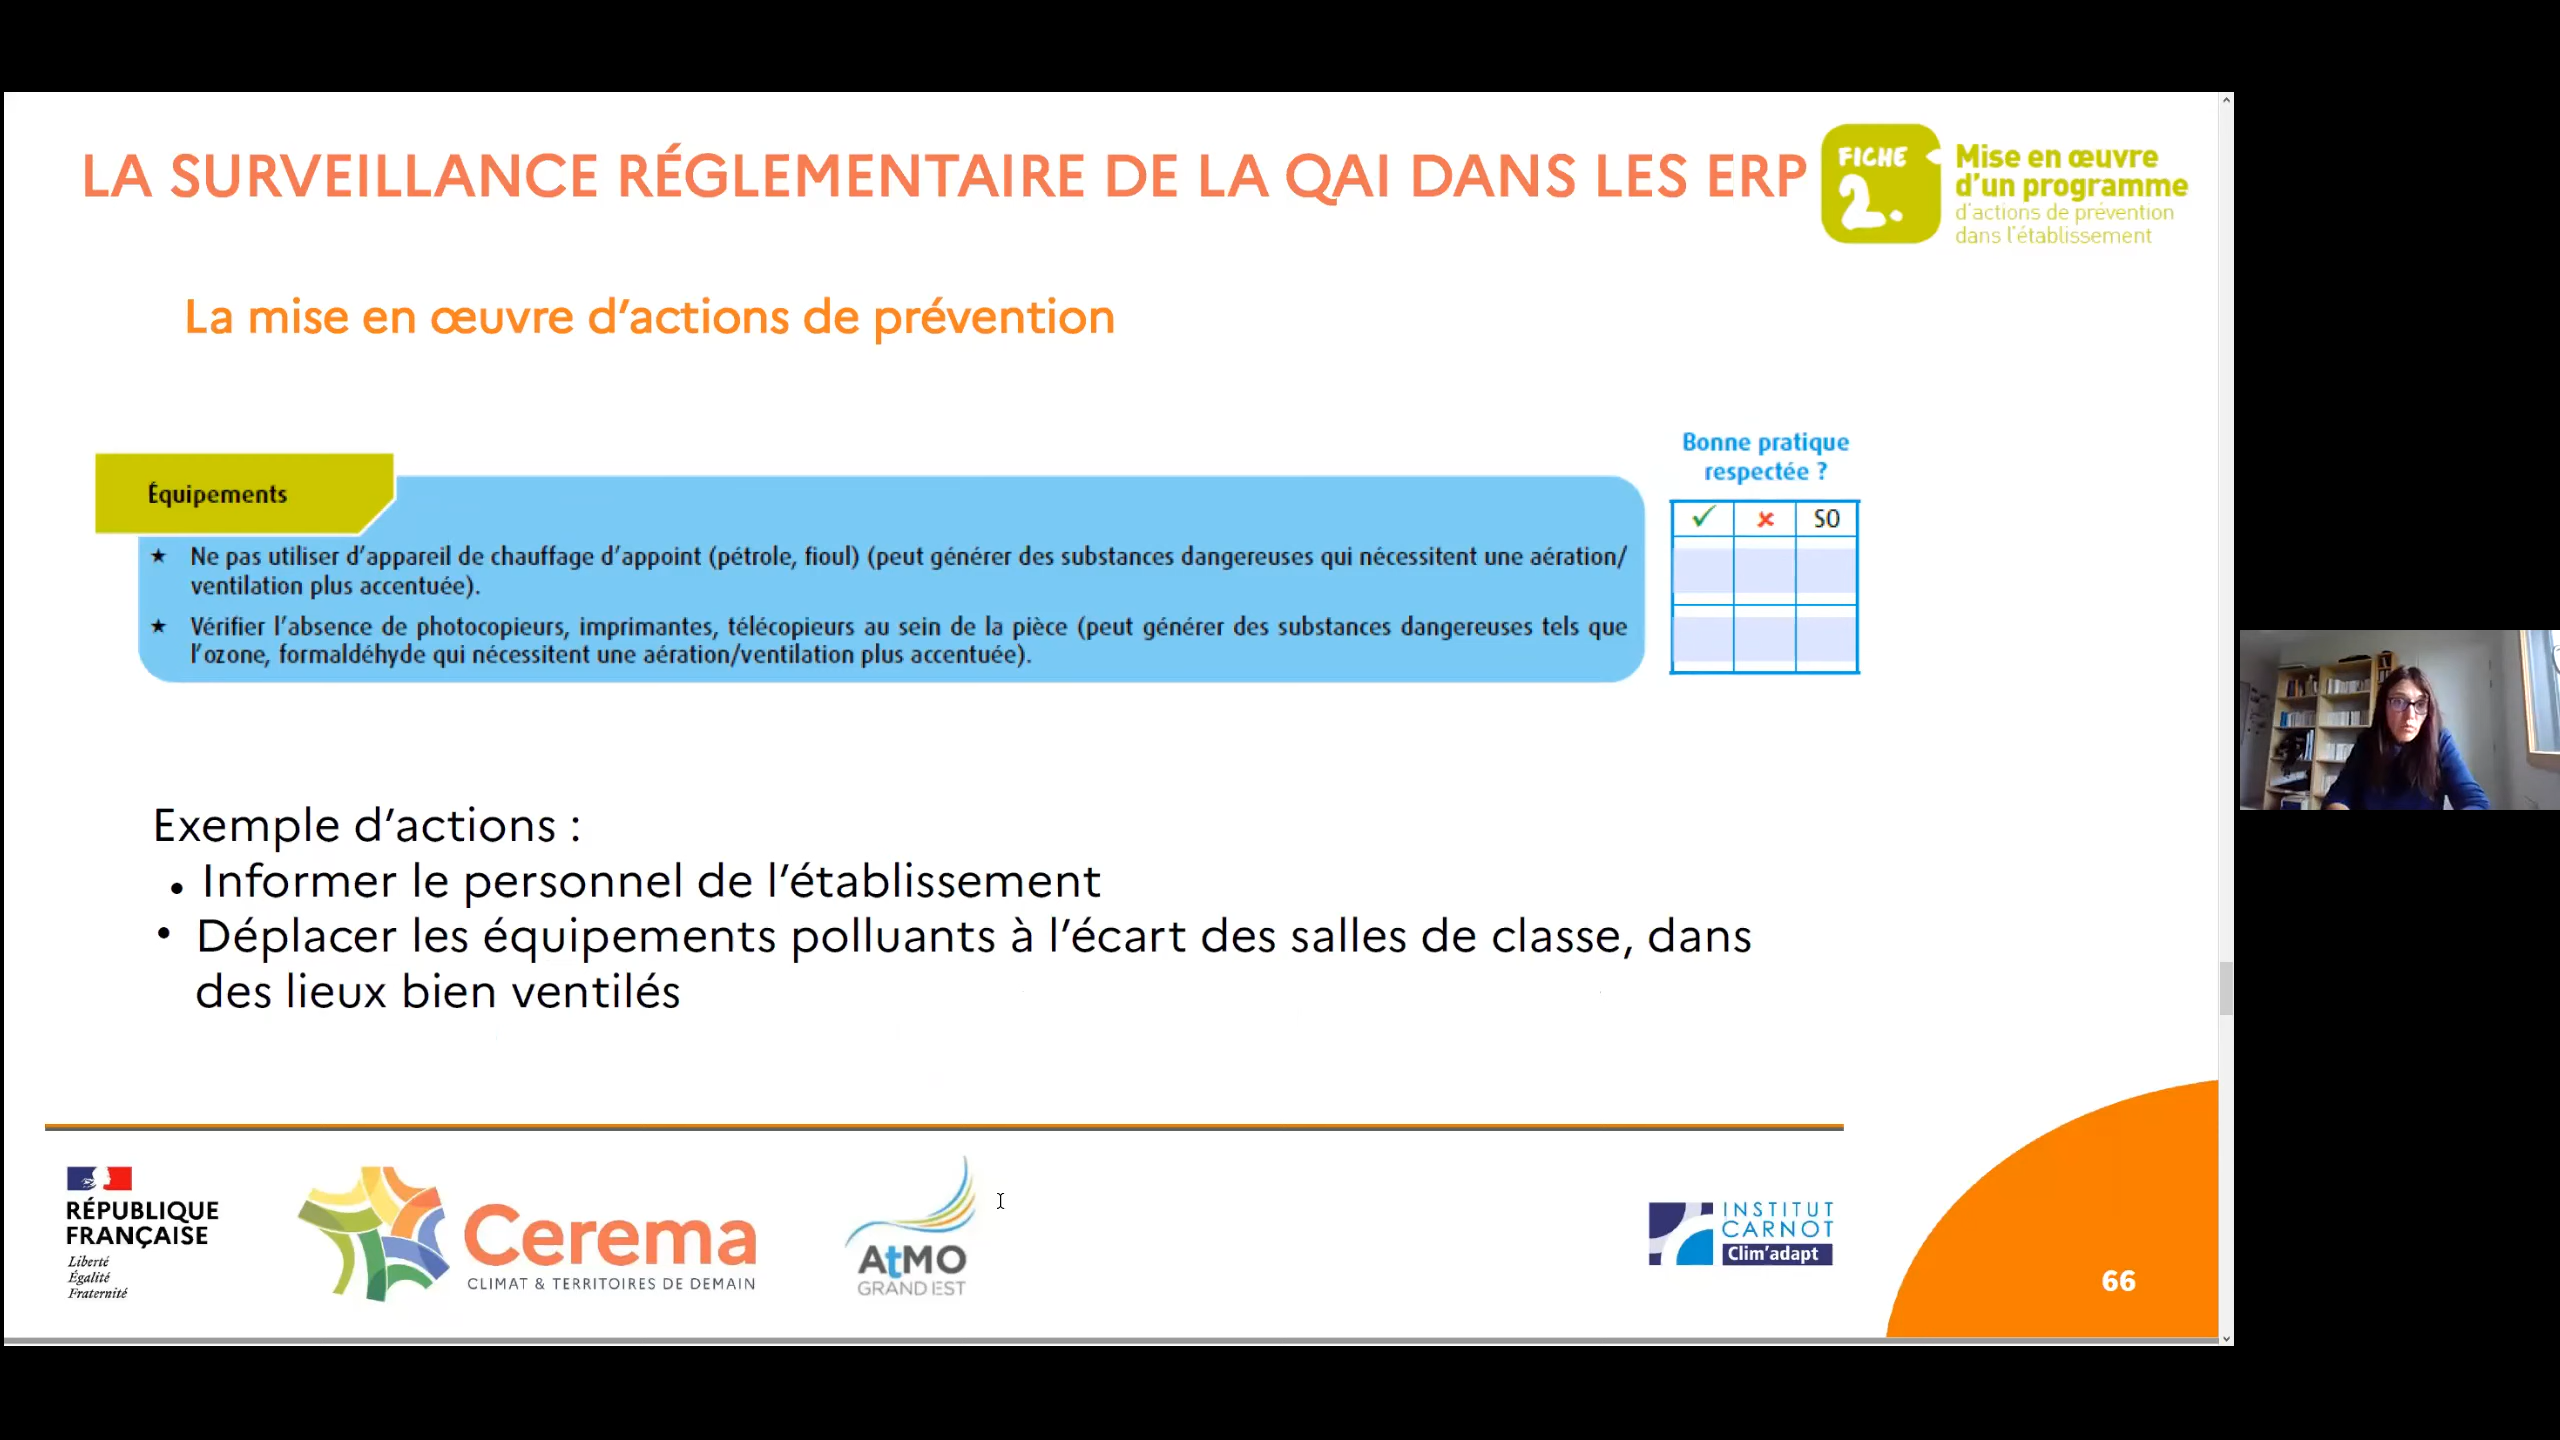 LA SURVEILLANCE RÉGLEMENTAIRE DE LA QAI DANS LES ERP
FICHE
2.
Mise en œuvre
d'un programme
d'actions de prévention
dans l'établissement
La mise en œuvre d'actions de prévention
Bonne pratique
respectée ?
✓ ✗ SO
Équipements
★ Ne pas utiliser d'appareil de chauffage d'appoint (pétrole, fioul) (peut générer des substances dangereuses qui nécessitent une aération/
ventilation plus accentuée).
★ Vérifier l'absence de photocopieurs, imprimantes, télécopieurs au sein de la pièce (peut générer des substances dangereuses tels que
l'ozone, formaldéhyde qui nécessitent une aération/ventilation plus accentuée).
Exemple d'actions :
• Informer le personnel de l'établissement
• Déplacer les équipements polluants à l'écart des salles de classe, dans
des lieux bien ventilés
RÉPUBLIQUE
FRANÇAISE
Liberté
Égalité
Fraternité
Cerema
CLIMAT & TERRITOIRES DE DEMAIN
AtMO
GRAND EST
INSTITUT
CARNOT
Clim'adapt
66